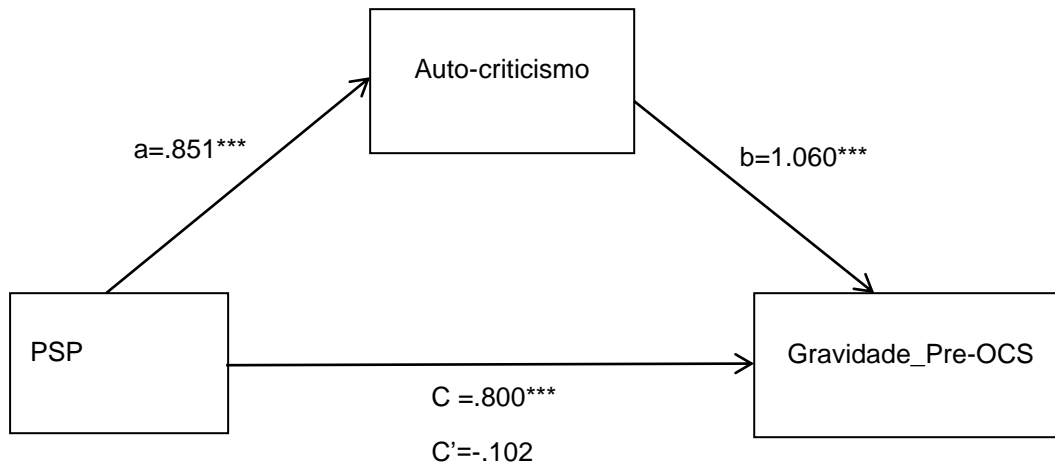 Auto-criticismo
a=.851***
b=1.060***
PSP
Gravidade_Pre-OCS
C =.800***
C’=-.102